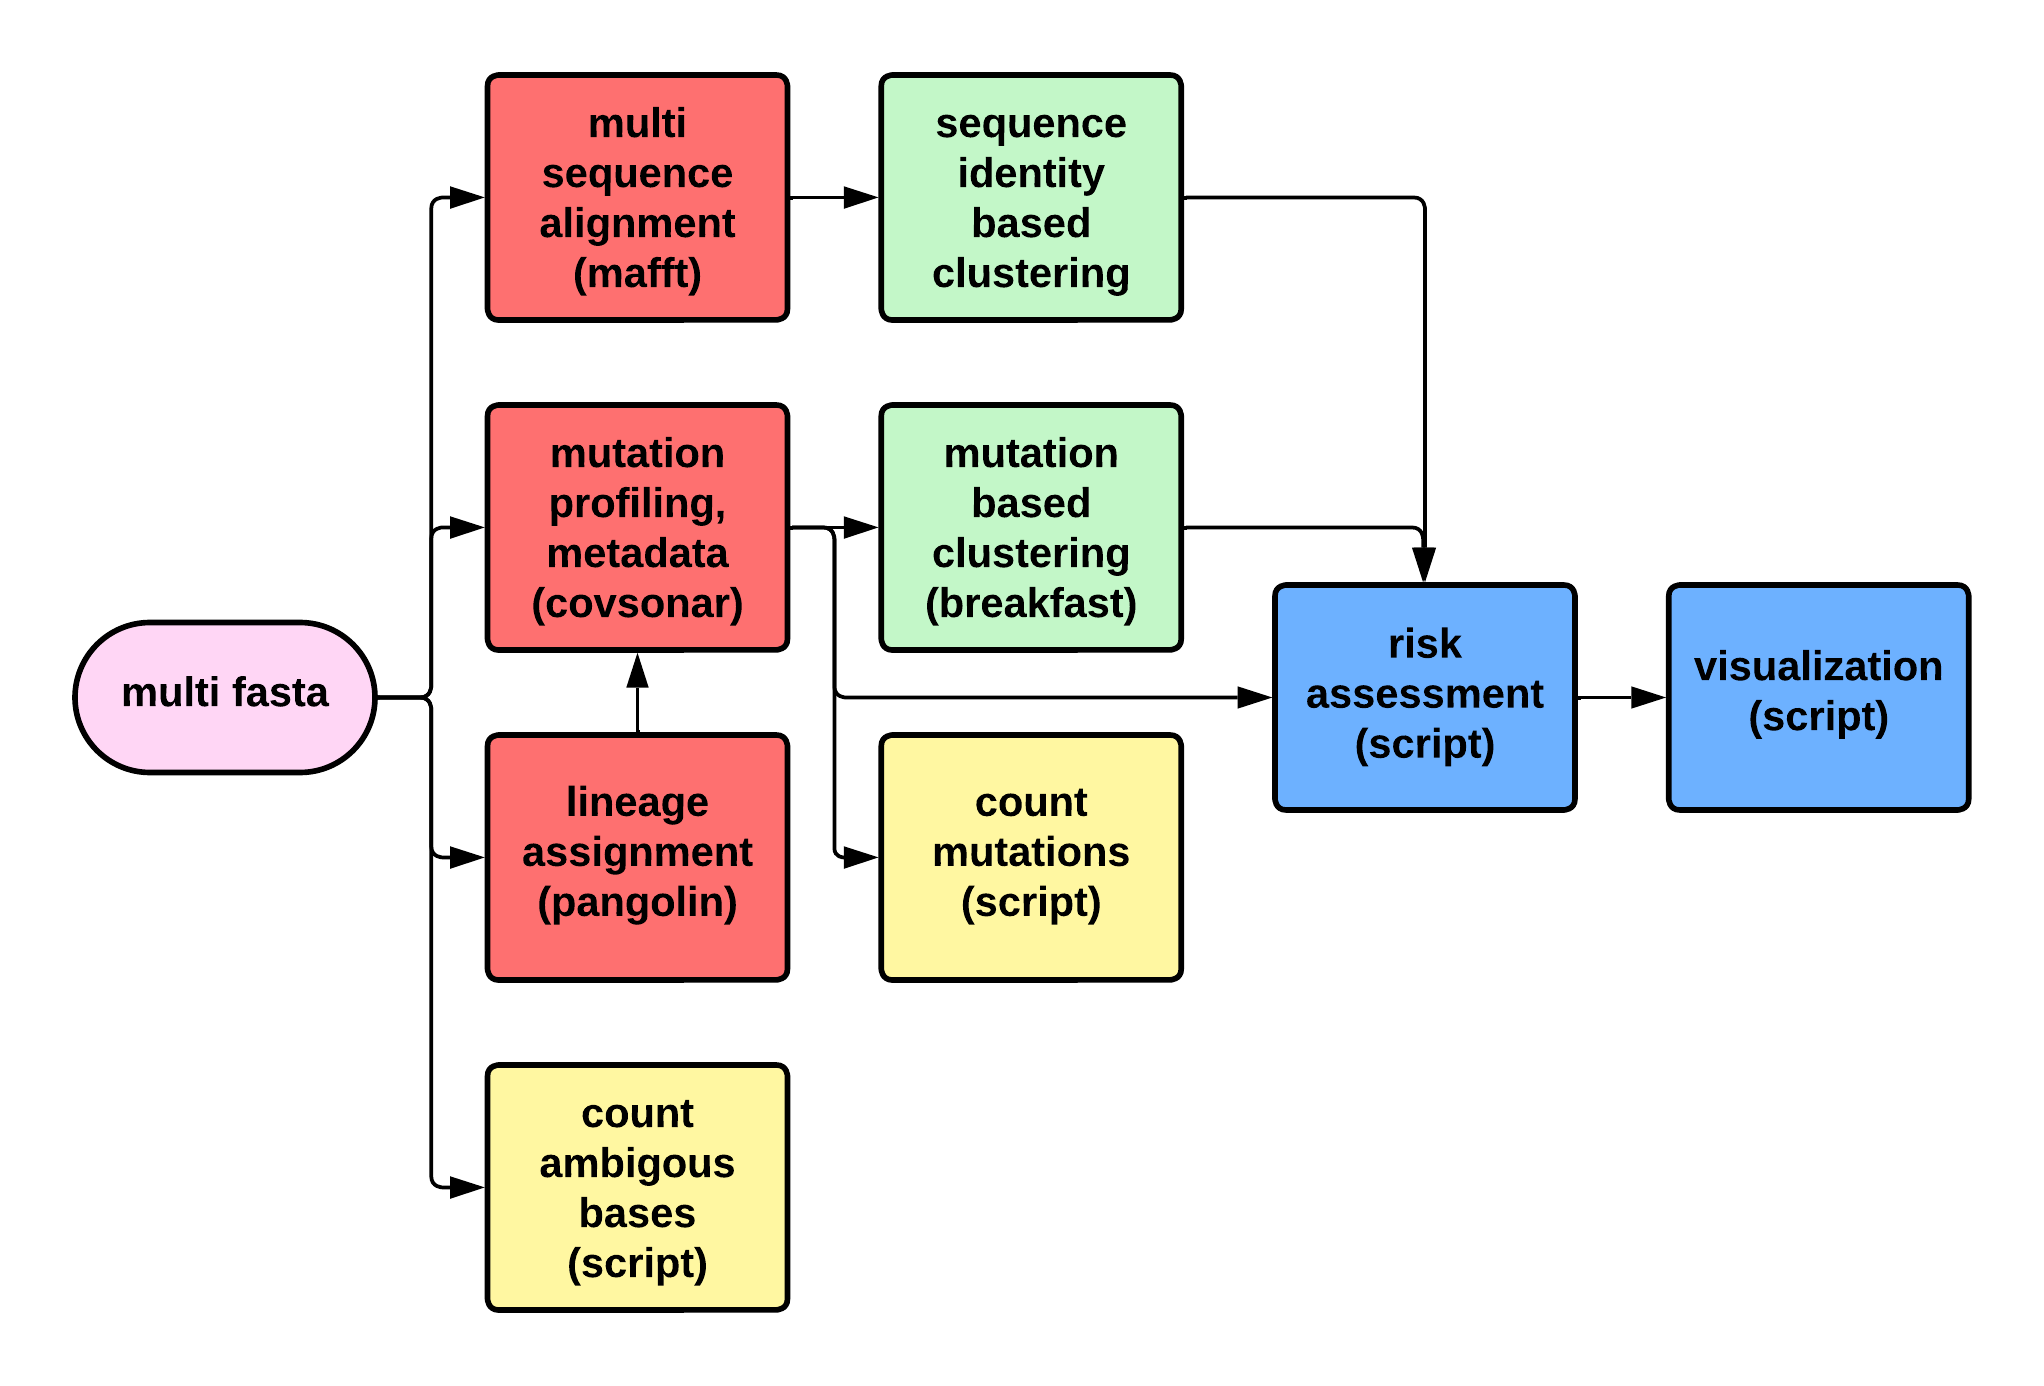 multi fasta
multi
sequence
alignment
(mafft)
sequence
identity
based
clustering
mutation
profiling,
metadata
(covsonar)
mutation
based
clustering
(breakfast)
lineage
assignment
(pangolin)
count
mutations
(script)
count
ambigous
bases
(script)
risk
assessment
(script)
visualization
(script)